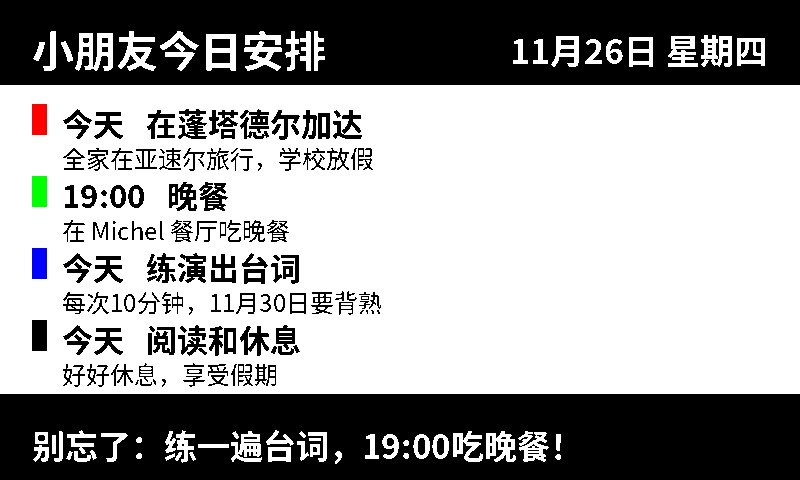 小朋友今日安排
11月26日 星期四
今天 在蓬塔德尔加达
全家在亚速尔旅行，学校放假
19:00 晚餐
在 Michel 餐厅吃晚餐
今天 练演出台词
每次10分钟，11月30日要背熟
今天 阅读和休息
好好休息，享受假期
别忘了：练一遍台词，19:00吃晚餐！